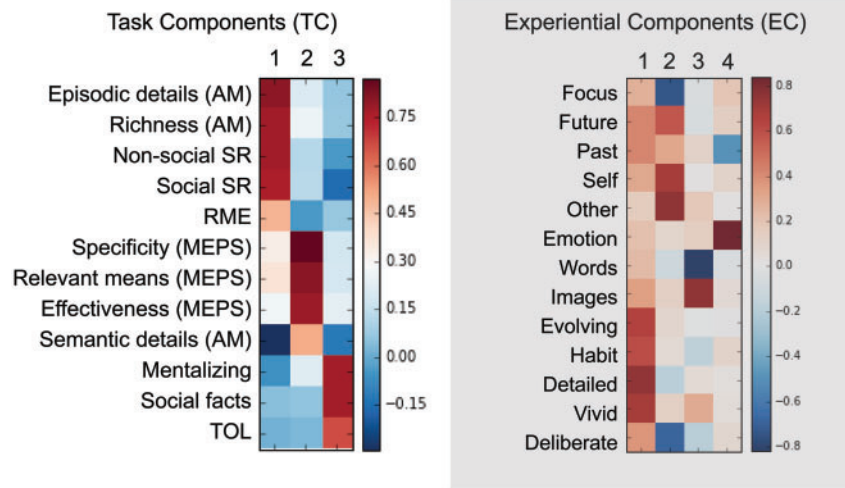 Task Components (TC)
1 2 3
Episodic details (AM)
Richness (AM)
Non-social SR
Social SR
RME
Specificity (MEPS)
Relevant means (MEPS)
Effectiveness (MEPS)
Semantic details (AM)
Mentalizing
Social facts
TOL
0.75
0.60
0.45
0.30
0.15
0.00
−0.15
Experiential Components (EC)
1 2 3 4
Focus
Future
Past
Self
Other
Emotion
Words
Images
Evolving
Habit
Detailed
Vivid
Deliberate
0.8
0.6
0.4
0.2
0.0
−0.2
−0.4
−0.6
−0.8